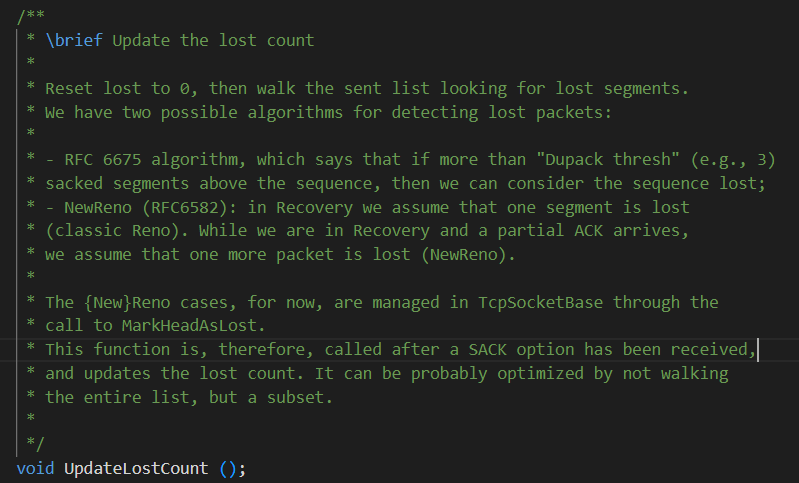 /**
* \brief Update the lost count
*
* Reset lost to 0, then walk the sent list looking for lost segments.
* We have two possible algorithms for detecting lost packets:
*
* - RFC 6675 algorithm, which says that if more than "Dupack thresh" (e.g., 3)
* sacked segments above the sequence, then we can consider the sequence lost;
* - NewReno (RFC6582): in Recovery we assume that one segment is lost
* (classic Reno). While we are in Recovery and a partial ACK arrives,
* we assume that one more packet is lost (NewReno).
*
* The {New}Reno cases, for now, are managed in TcpSocketBase through the
* call to MarkHeadAsLost.
* This function is, therefore, called after a SACK option has been received,
* and updates the lost count. It can be probably optimized by not walking
* the entire list, but a subset.
*
*/
void UpdateLostCount ();